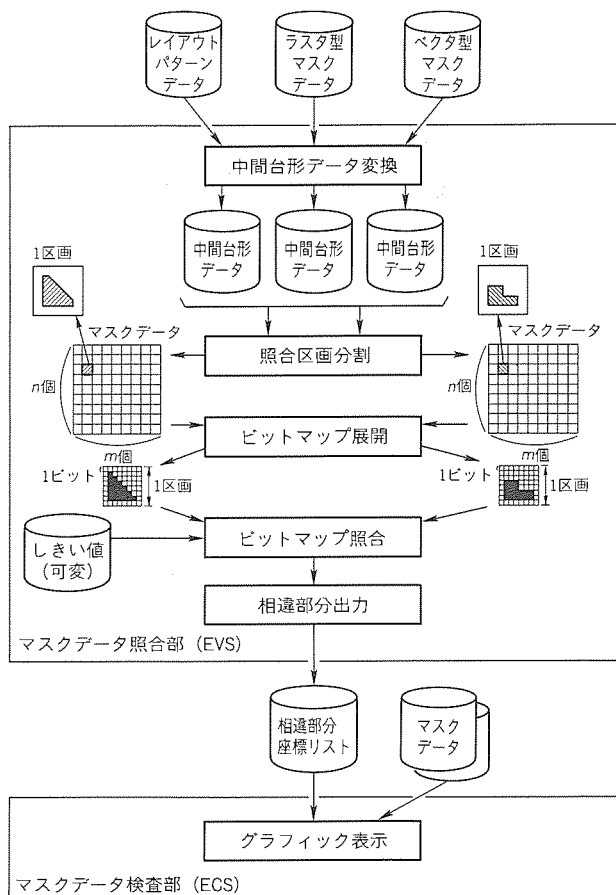 レイアウト
パターン
データ
ラスタ型
マスク
データ
ベクタ型
マスク
データ
中間台形データ変換
中間台形
データ
中間台形
データ
中間台形
データ
1区画
1区画
マスクデータ
マスクデータ
照合区画分割
n個
n個
ビットマップ展開
m個
m個
1ビット
1区画
1ビット
1区画
しきい値
(可変)
ビットマップ照合
相違部分出力
マスクデータ照合部 (EVS)
相違部分
座標リスト
マスク
データ
グラフィック表示
マスクデータ検査部 (ECS)